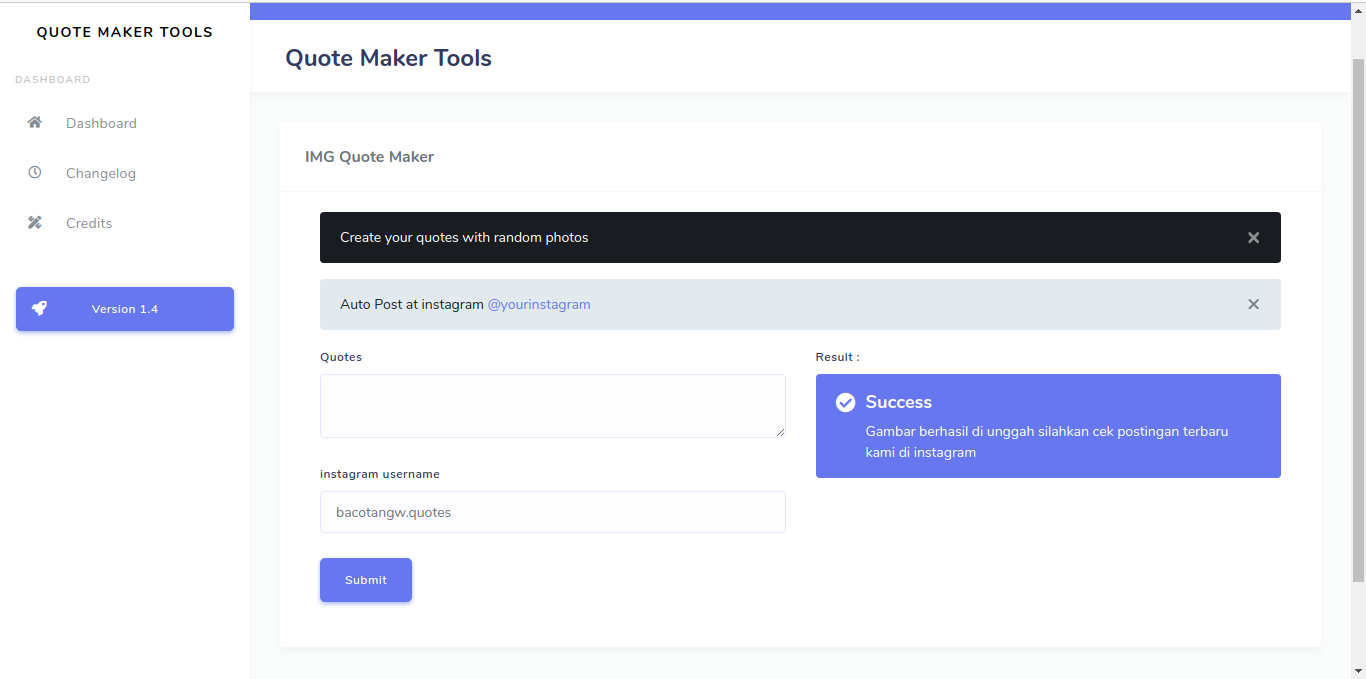 QUOTE MAKER TOOLS
DASHBOARD
Dashboard
Changelog
Credits
Version 1.4
Quote Maker Tools
IMG Quote Maker
Create your quotes with random photos
Auto Post at instagram @yourinstagram
Quotes
instagram username
bacotangw.quotes
Submit
Result :
Success
Gambar berhasil di unggah silahkan cek postingan terbaru
kami di instagram